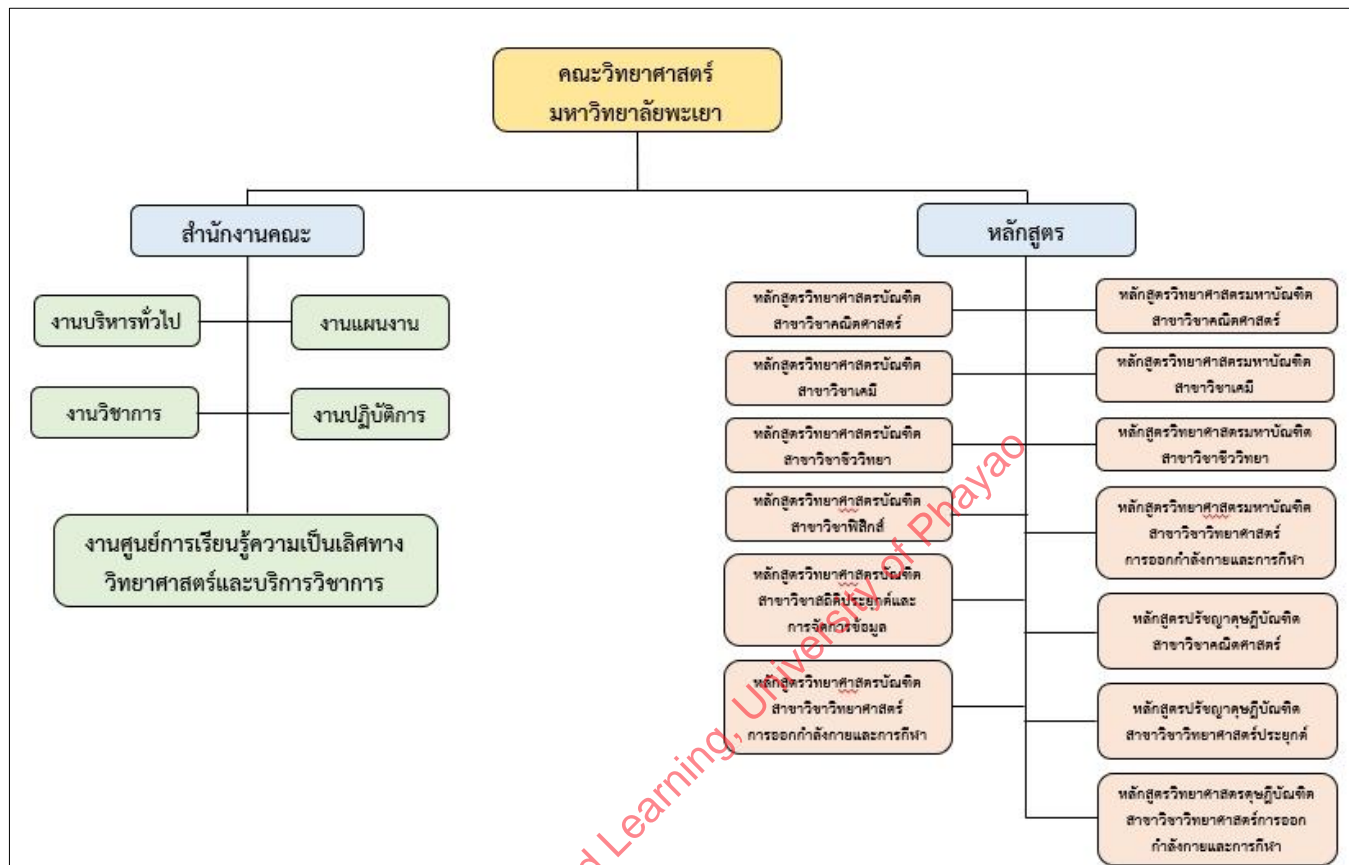 คณะวิทยาศาสตร์
มหาวิทยาลัยพะเยา
สำนักงานคณะ
งานบริหารทั่วไป
งานแผนงาน
งานวิชาการ
งานปฏิบัติการ
งานศูนย์การเรียนรู้ความเป็นเลิศทาง
วิทยาศาสตร์และบริการวิชาการ
หลักสูตร
หลักสูตรวิทยาศาสตรบัณฑิต
สาขาวิชาคณิตศาสตร์
หลักสูตรวิทยาศาสตรบัณฑิต
สาขาวิชาเคมี
หลักสูตรวิทยาศาสตรบัณฑิต
สาขาวิชาชีววิทยา
หลักสูตรวิทยาศาสตรบัณฑิต
สาขาวิชาฟิสิกส์
หลักสูตรวิทยาศาสตรบัณฑิต
สาขาวิชาสถิติประยุกต์และ
การจัดการข้อมูล
หลักสูตรวิทยาศาสตรบัณฑิต
สาขาวิชาวิทยาศาสตร์
การออกกำลังกายและการกีฬา
หลักสูตรวิทยาศาสตรมหาบัณฑิต
สาขาวิชาคณิตศาสตร์
หลักสูตรวิทยาศาสตรมหาบัณฑิต
สาขาวิชาเคมี
หลักสูตรวิทยาศาสตรมหาบัณฑิต
สาขาวิชาชีววิทยา
หลักสูตรวิทยาศาสตรมหาบัณฑิต
สาขาวิชาวิทยาศาสตร์
การออกกำลังกายและการกีฬา
หลักสูตรปรัชญาดุษฎีบัณฑิต
สาขาวิชาคณิตศาสตร์
หลักสูตรปรัชญาดุษฎีบัณฑิต
สาขาวิชาวิทยาศาสตร์ประยุกต์
หลักสูตรวิทยาศาสตรดุษฎีบัณฑิต
สาขาวิชาวิทยาศาสตร์การออก
กำลังกายและการกีฬา
d Learning, University of Phayao